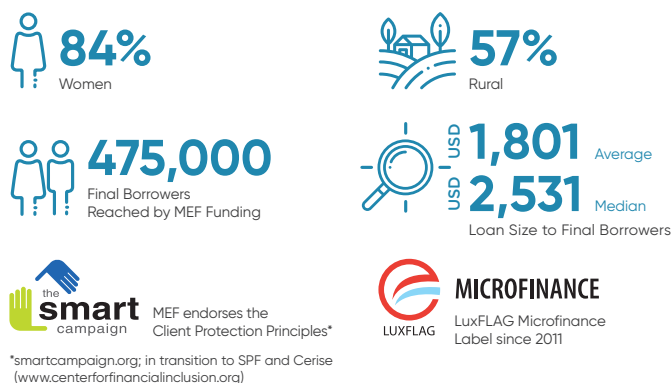 84%
Women
57%
Rural
475,000
Final Borrowers
Reached by MEF Funding
USD 1,801 Average
USD 2,531 Median
Loan Size to Final Borrowers
the
smart
campaign
MEF endorses the
Client Protection Principles*
LUXFLAG
MICROFINANCE
LuxFLAG Microfinance
Label since 2011
*smartcampaign.org; in transition to SPF and Cerise
(www.centerforfinancialinclusion.org)